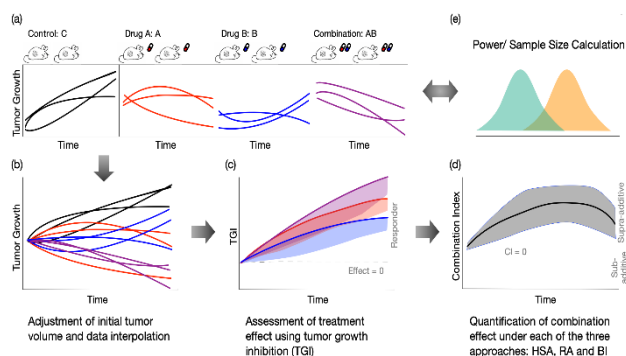 (a)
Control: C
Drug A: A
Drug B: B
Combination: AB
Tumor Growth
Time
Time
Time
Time
(e)
Power/ Sample Size Calculation
(b)
Tumor Growth
Time
Adjustment of initial tumor
volume and data interpolation
(c)
TGI
Responder
Effect = 0
Time
Assessment of treatment
effect using tumor growth
inhibition (TGI)
(d)
Combination Index
CI = 0
Supra-additive
Sub-
additive
Time
Quantification of combination
effect under each of the three
approaches: HSA, RA and BI